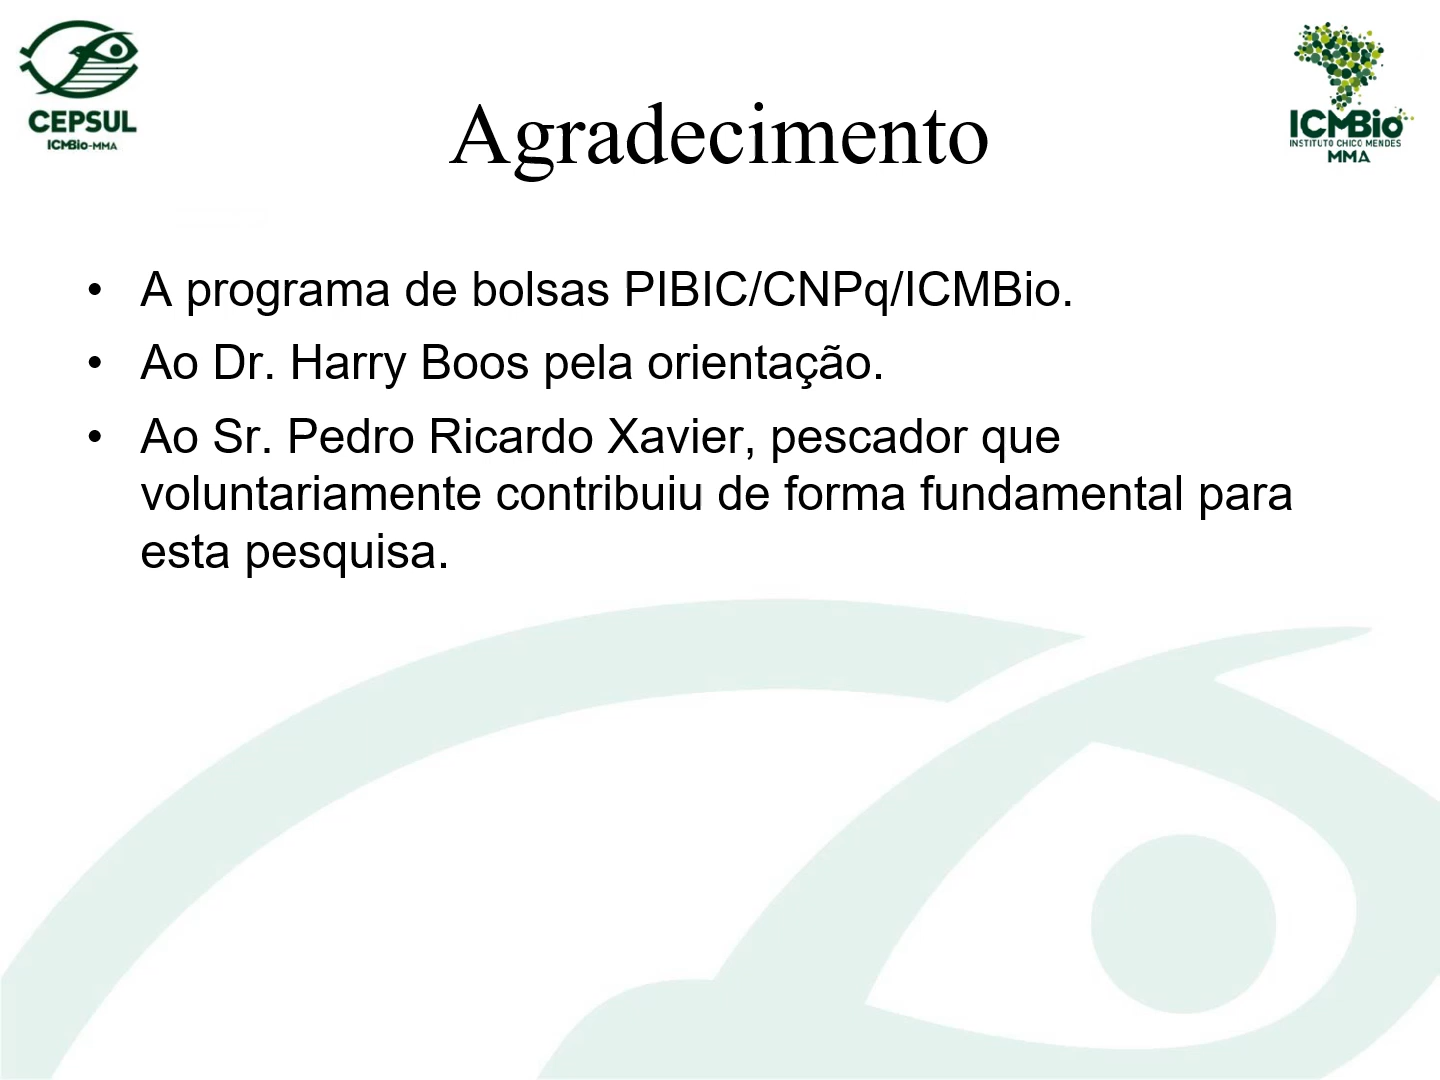 CEPSUL
ICMBio-MMA
ICMBio
INSTITUTO CHICO MENDES
MMA
Agradecimento
• A programa de bolsas PIBIC/CNPq/ICMBio.
• Ao Dr. Harry Boos pela orientação.
• Ao Sr. Pedro Ricardo Xavier, pescador que
voluntariamente contribuiu de forma fundamental para
esta pesquisa.